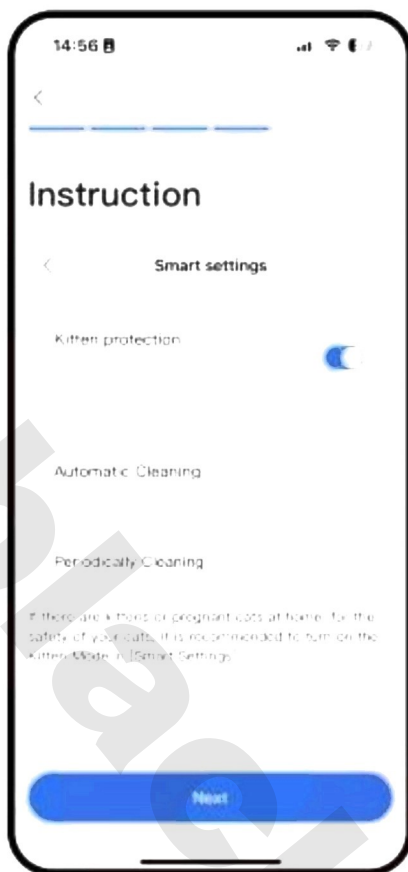 14:56
Instruction
Smart settings
Kitten protection
Automatic Cleaning
Periodically Cleaning
If there are kittens or pregnant cats at home, for the
safety of your cats, it is recommended to turn on the
Kitten Mode in [Smart Settings
Next